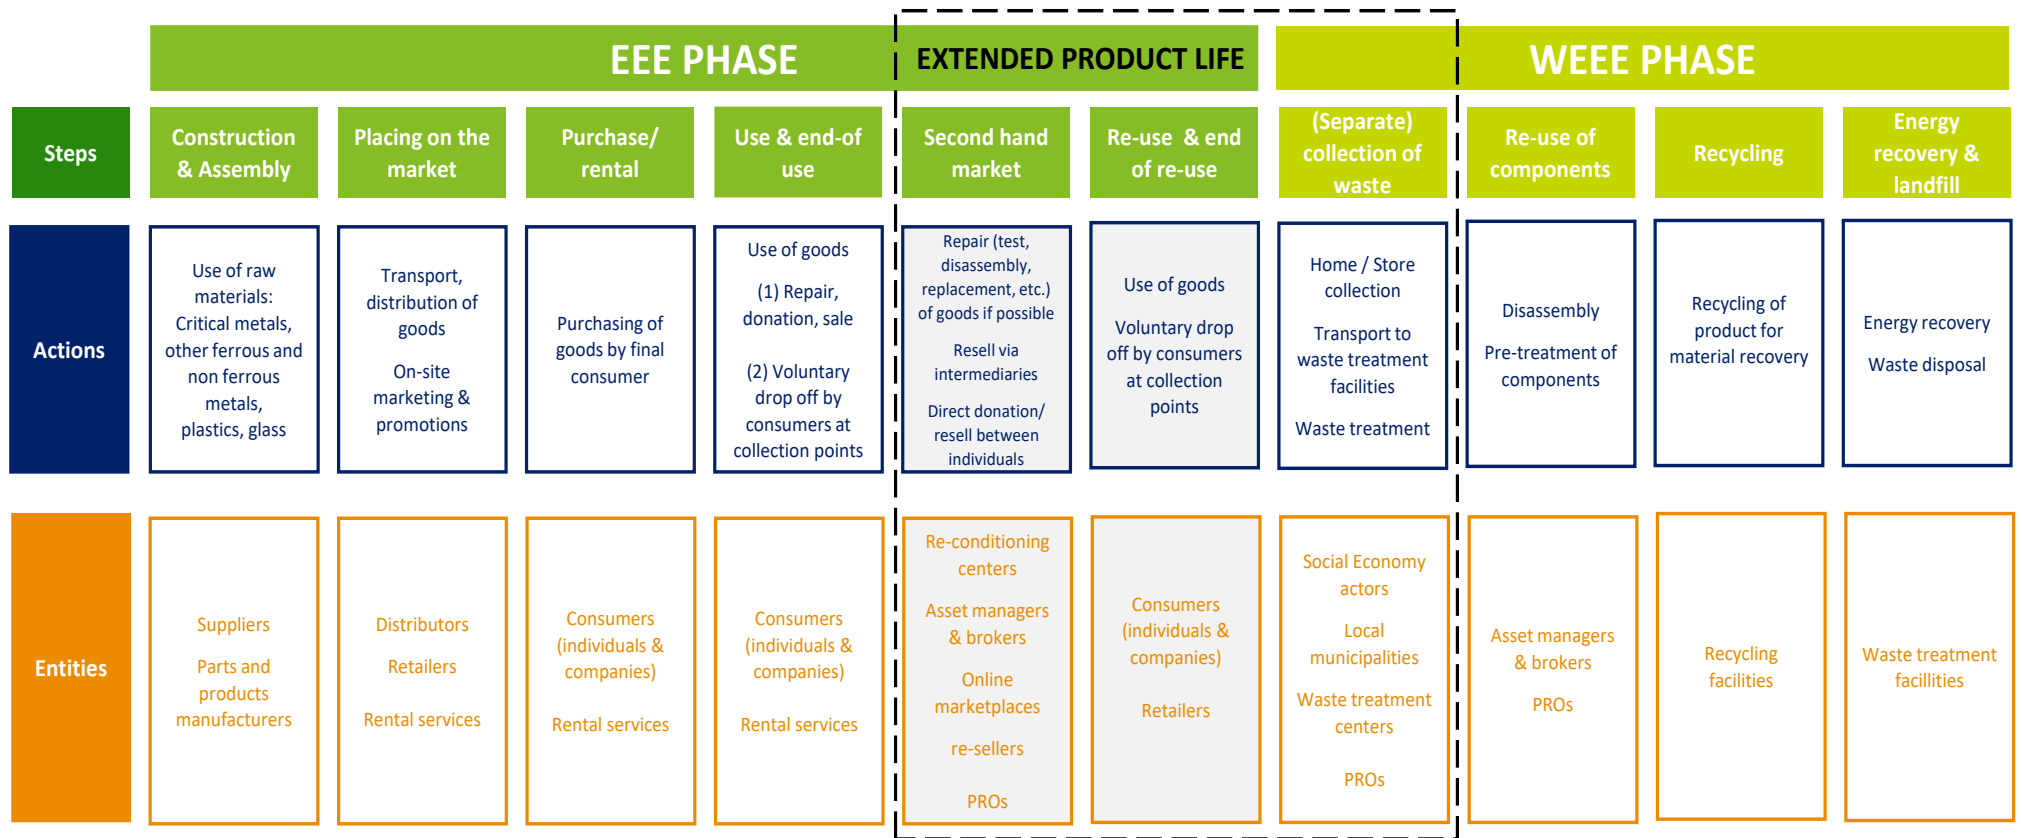 EEE PHASE
EXTENDED PRODUCT LIFE
WEEE PHASE
Steps
Construction
& Assembly
Placing on the
market
Purchase/
rental
Use & end-of
use
Second hand
market
Re-use & end
of re-use
(Separate)
collection of
waste
Re-use of
components
Recycling
Energy
recovery &
landfill
Actions
Use of raw
materials:
Critical metals,
other ferrous and
non ferrous
metals,
plastics, glass
Transport,
distribution of
goods
On-site
marketing &
promotions
Purchasing of
goods by final
consumer
Use of goods
(1) Repair,
donation, sale
(2) Voluntary
drop off by
consumers at
collection points
Repair (test,
disassembly,
replacement, etc.)
of goods if possible
Resell via
intermediaries
Direct donation/
resell between
individuals
Use of goods
Voluntary drop
off by consumers
at collection
points
Home / Store
collection
Transport to
waste treatment
facilities
Waste treatment
Disassembly
Pre-treatment of
components
Recycling of
product for
material recovery
Energy recovery
Waste disposal
Entities
Suppliers
Parts and
products
manufacturers
Distributors
Retailers
Rental services
Consumers
(individuals &
companies)
Rental services
Consumers
(individuals &
companies)
Rental services
Re-conditioning
centers
Asset managers
& brokers
Online
marketplaces
re-sellers
PROs
Consumers
(individuals &
companies)
Retailers
Social Economy
actors
Local
municipalities
Waste treatment
centers
PROs
Asset managers
& brokers
PROs
Recycling
facilities
Waste treatment
facillities